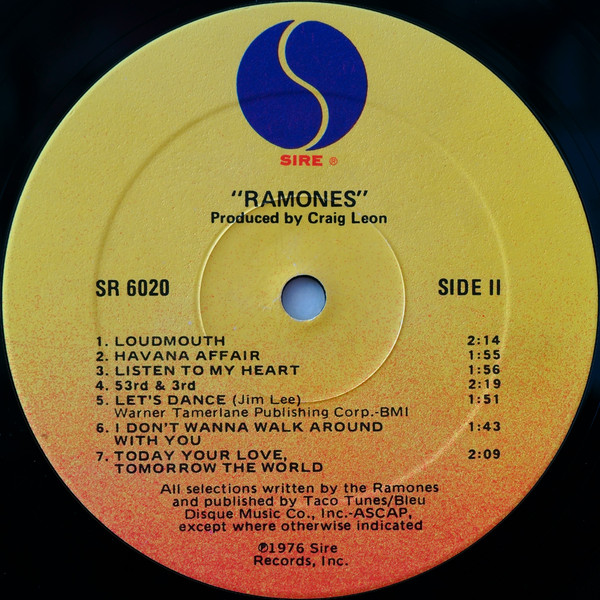 SIRE ®
"RAMONES"
Produced by Craig Leon
SR 6020
SIDE II
1. LOUDMOUTH 2:14
2. HAVANA AFFAIR 1:55
3. LISTEN TO MY HEART 1:56
4. 53rd & 3rd 2:19
5. LET'S DANCE (Jim Lee) 1:51
Warner Tamerlane Publishing Corp.-BMI
6. I DON'T WANNA WALK AROUND 1:43
WITH YOU
7. TODAY YOUR LOVE, 2:09
TOMORROW THE WORLD
All selections written by the Ramones
and published by Taco Tunes/Bleu
Disque Music Co., Inc.-ASCAP,
except where otherwise indicated
℗1976 Sire
Records, Inc.